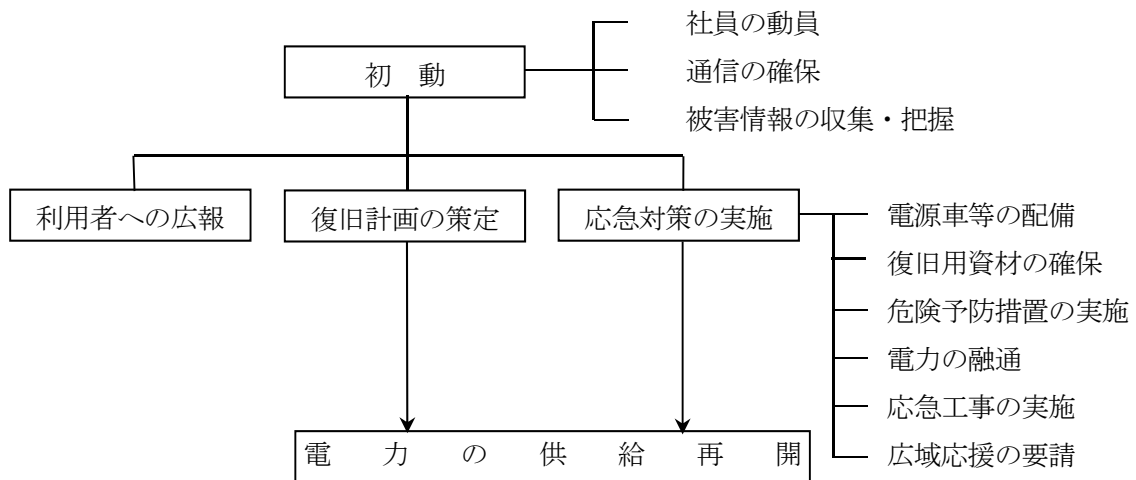 社員の動員
初　動
通信の確保
被害情報の収集・把握
利用者への広報
復旧計画の策定
応急対策の実施
電源車等の配備
復旧用資材の確保
危険予防措置の実施
電力の融通
応急工事の実施
広域応援の要請
電　力　の　供　給　再　開